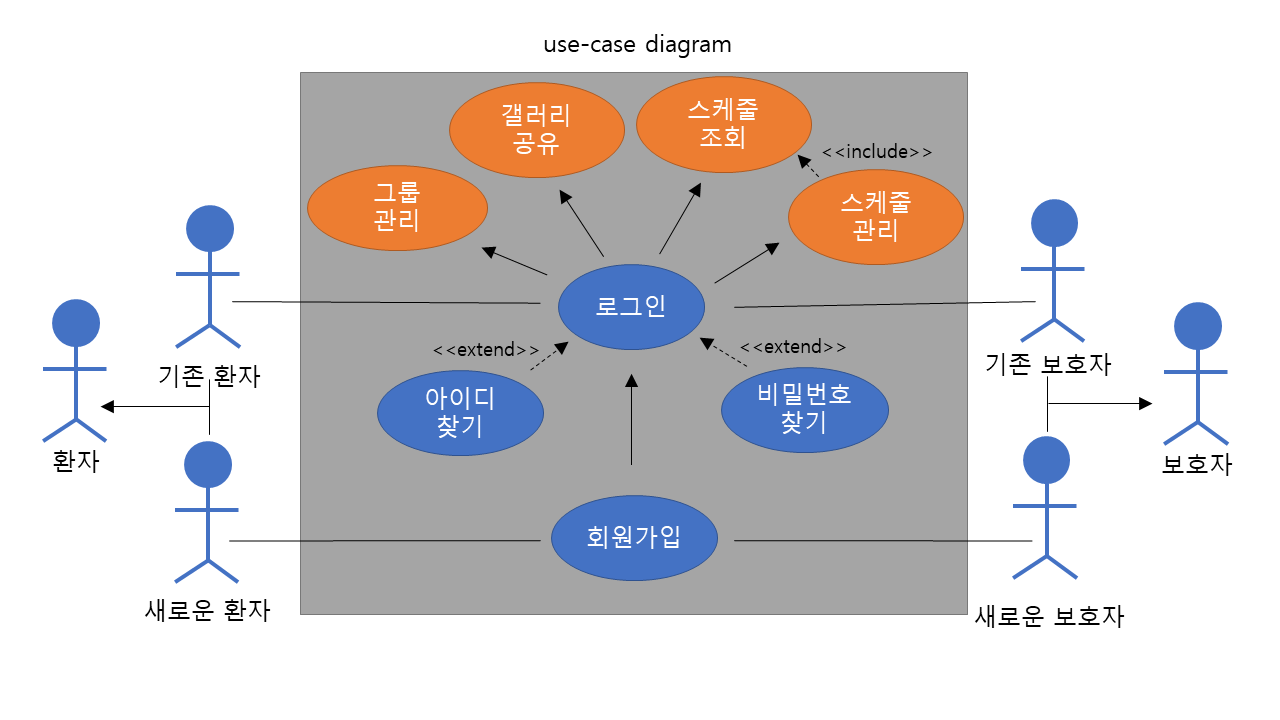 use-case diagram
갤러리
공유
스케줄
조회
<<include>>
그룹
관리
스케줄
관리
로그인
<<extend>>
<<extend>>
기존 환자
기존 보호자
아이디
찾기
비밀번호
찾기
환자
보호자
회원가입
새로운 환자
새로운 보호자